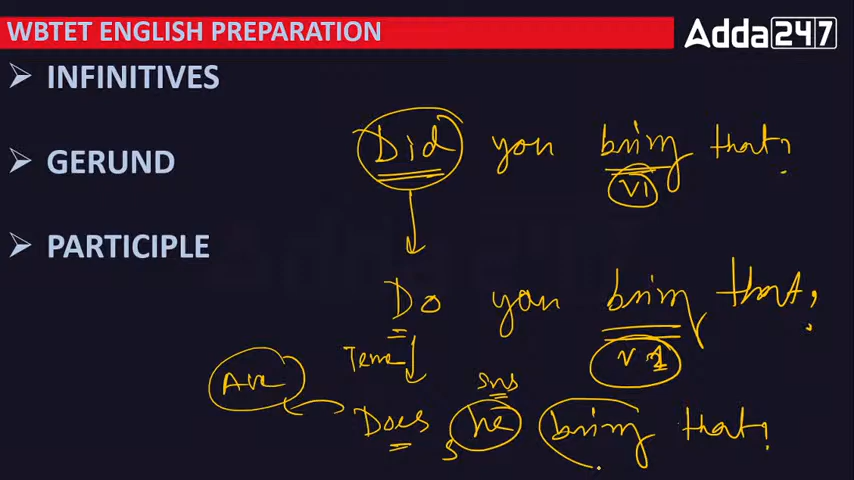 WBTET ENGLISH PREPARATION
Adda247
➢ INFINITIVES
Did you bring that?
➢ GERUND
V1
➢ PARTICIPLE
Do you bring that?
Tense
V1
Aux
Does he bring that?
S